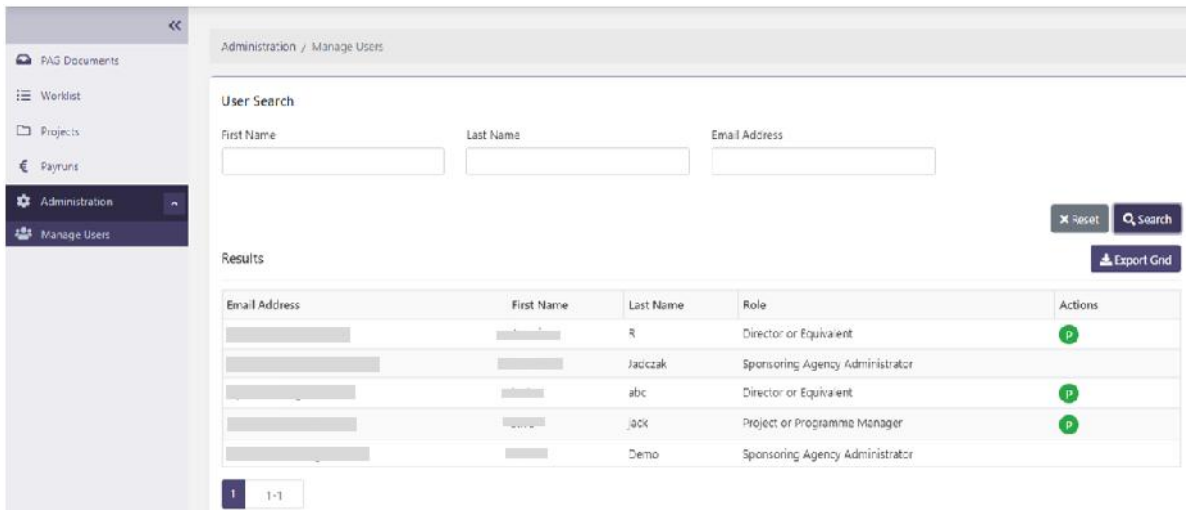 «
PAG Documents
Worklist
Projects
€ Payruns
Administration
Manage Users
Administration / Manage Users
User Search
First Name Last Name Email Address
Reset Search
Results Export Grid
Email Address First Name Last Name Role Actions
R Director or Equivalent P
Jadczak Sponsoring Agency Administrator
abc Director or Equivalent P
jack Project or Programme Manager P
Demo Sponsoring Agency Administrator
1 1-1